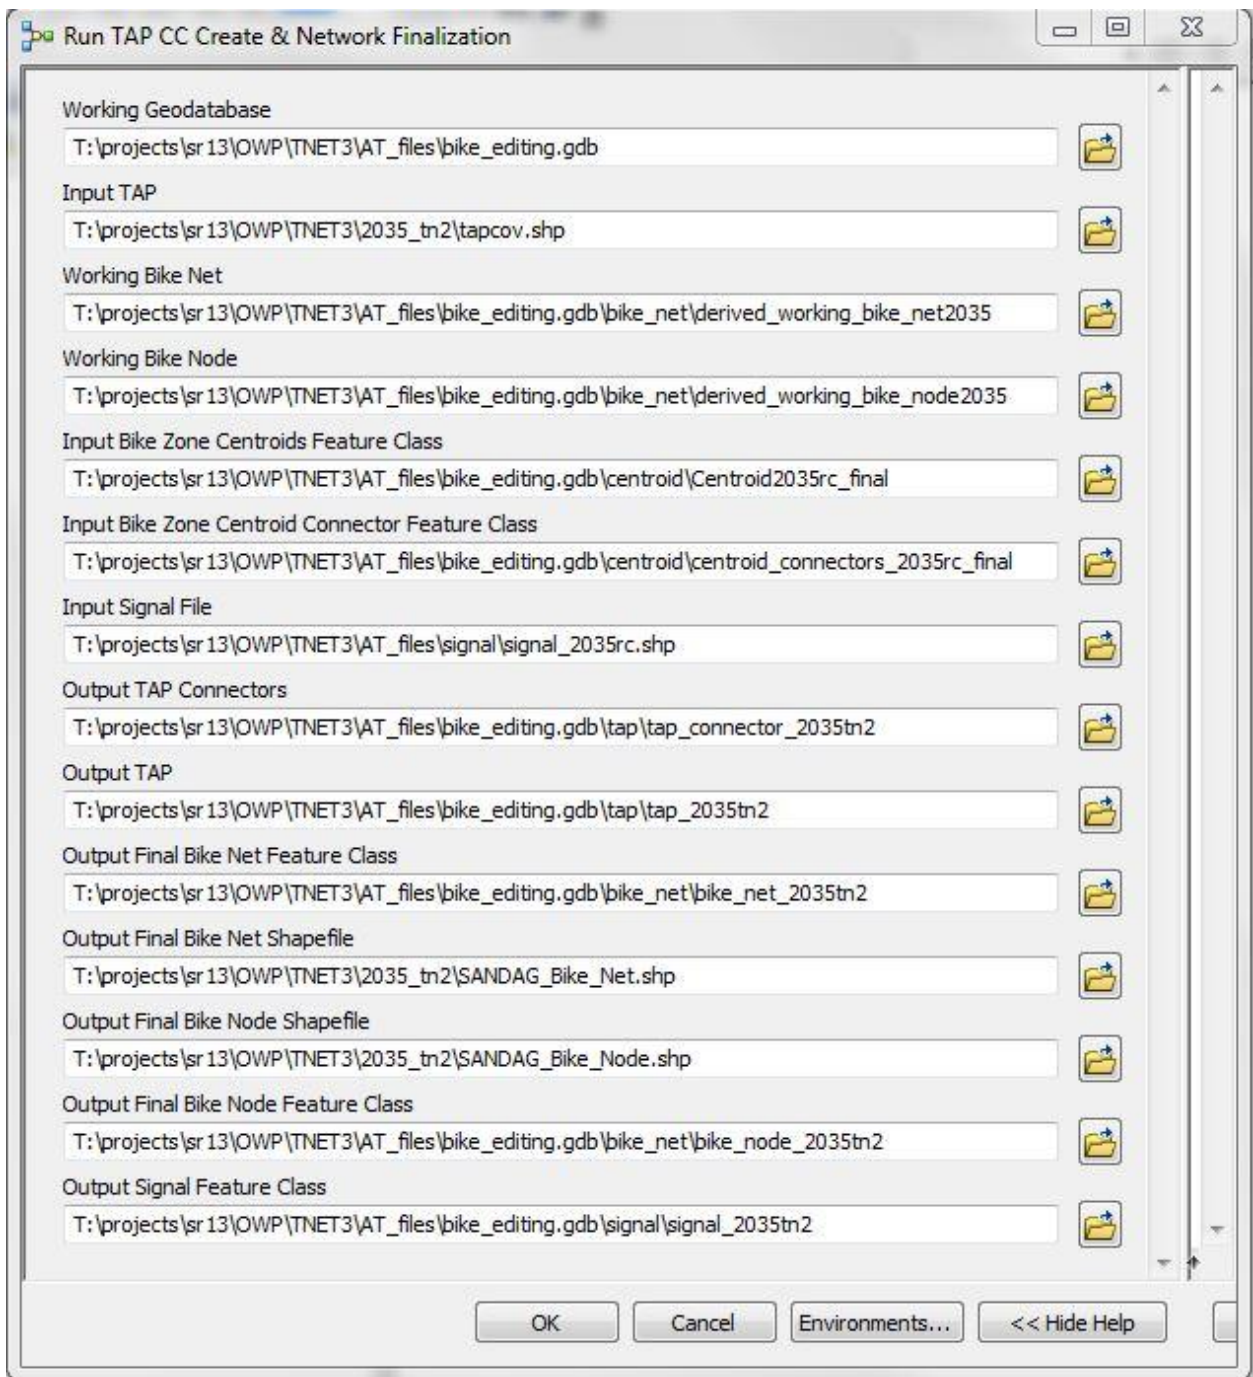 Run TAP CC Create & Network Finalization
Working Geodatabase
T:\projects\sr13\OWP\TNET3\AT_files\bike_editing.gdb
Input TAP
T:\projects\sr13\OWP\TNET3\2035_tn2\tapcov.shp
Working Bike Net
T:\projects\sr13\OWP\TNET3\AT_files\bike_editing.gdb\bike_net\derived_working_bike_net2035
Working Bike Node
T:\projects\sr13\OWP\TNET3\AT_files\bike_editing.gdb\bike_net\derived_working_bike_node2035
Input Bike Zone Centroids Feature Class
T:\projects\sr13\OWP\TNET3\AT_files\bike_editing.gdb\centroid\Centroid2035rc_final
Input Bike Zone Centroid Connector Feature Class
T:\projects\sr13\OWP\TNET3\AT_files\bike_editing.gdb\centroid\centroid_connectors_2035rc_final
Input Signal File
T:\projects\sr13\OWP\TNET3\AT_files\signal\signal_2035rc.shp
Output TAP Connectors
T:\projects\sr13\OWP\TNET3\AT_files\bike_editing.gdb\tap\tap_connector_2035tn2
Output TAP
T:\projects\sr13\OWP\TNET3\AT_files\bike_editing.gdb\tap\tap_2035tn2
Output Final Bike Net Feature Class
T:\projects\sr13\OWP\TNET3\AT_files\bike_editing.gdb\bike_net\bike_net_2035tn2
Output Final Bike Net Shapefile
T:\projects\sr13\OWP\TNET3\2035_tn2\SANDAG_Bike_Net.shp
Output Final Bike Node Shapefile
T:\projects\sr13\OWP\TNET3\2035_tn2\SANDAG_Bike_Node.shp
Output Final Bike Node Feature Class
T:\projects\sr13\OWP\TNET3\AT_files\bike_editing.gdb\bike_net\bike_node_2035tn2
Output Signal Feature Class
T:\projects\sr13\OWP\TNET3\AT_files\bike_editing.gdb\signal\signal_2035tn2
OK Cancel Environments... << Hide Help